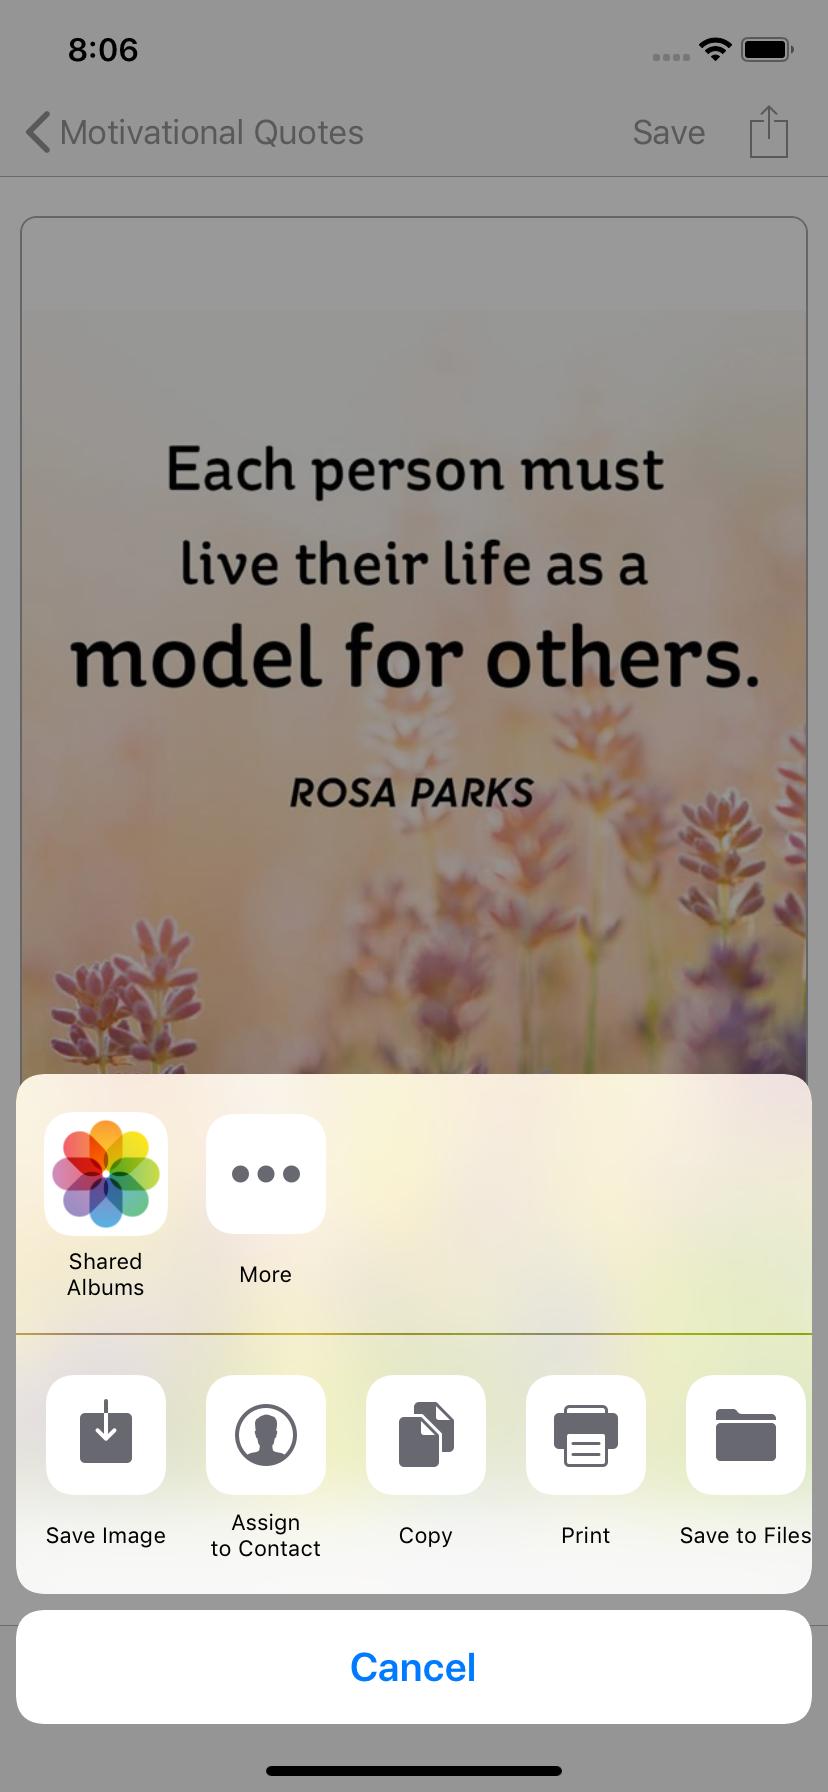 8:06
Motivational Quotes
Save
Each person must
live their life as a
model for others.
ROSA PARKS
Shared
Albums
More
Save Image
Assign
to Contact
Copy
Print
Save to Files
Cancel